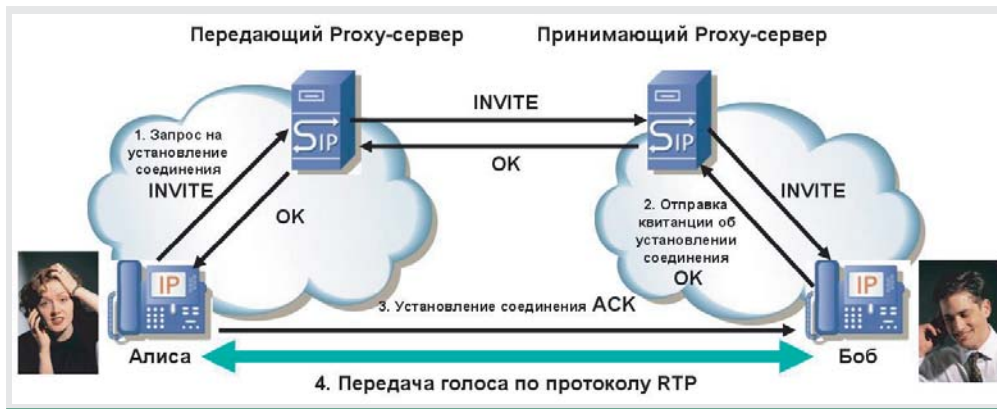 Передающий Proxy-сервер
Принимающий Proxy-сервер
INVITE
SIP
SIP
1. Запрос на
установление
соединения
INVITE
OK
OK
INVITE
2. Отправка
квитанции об
установлении
соединения
OK
IP
IP
3. Установление соединения ACK
Алиса
Боб
4. Передача голоса по протоколу RTP